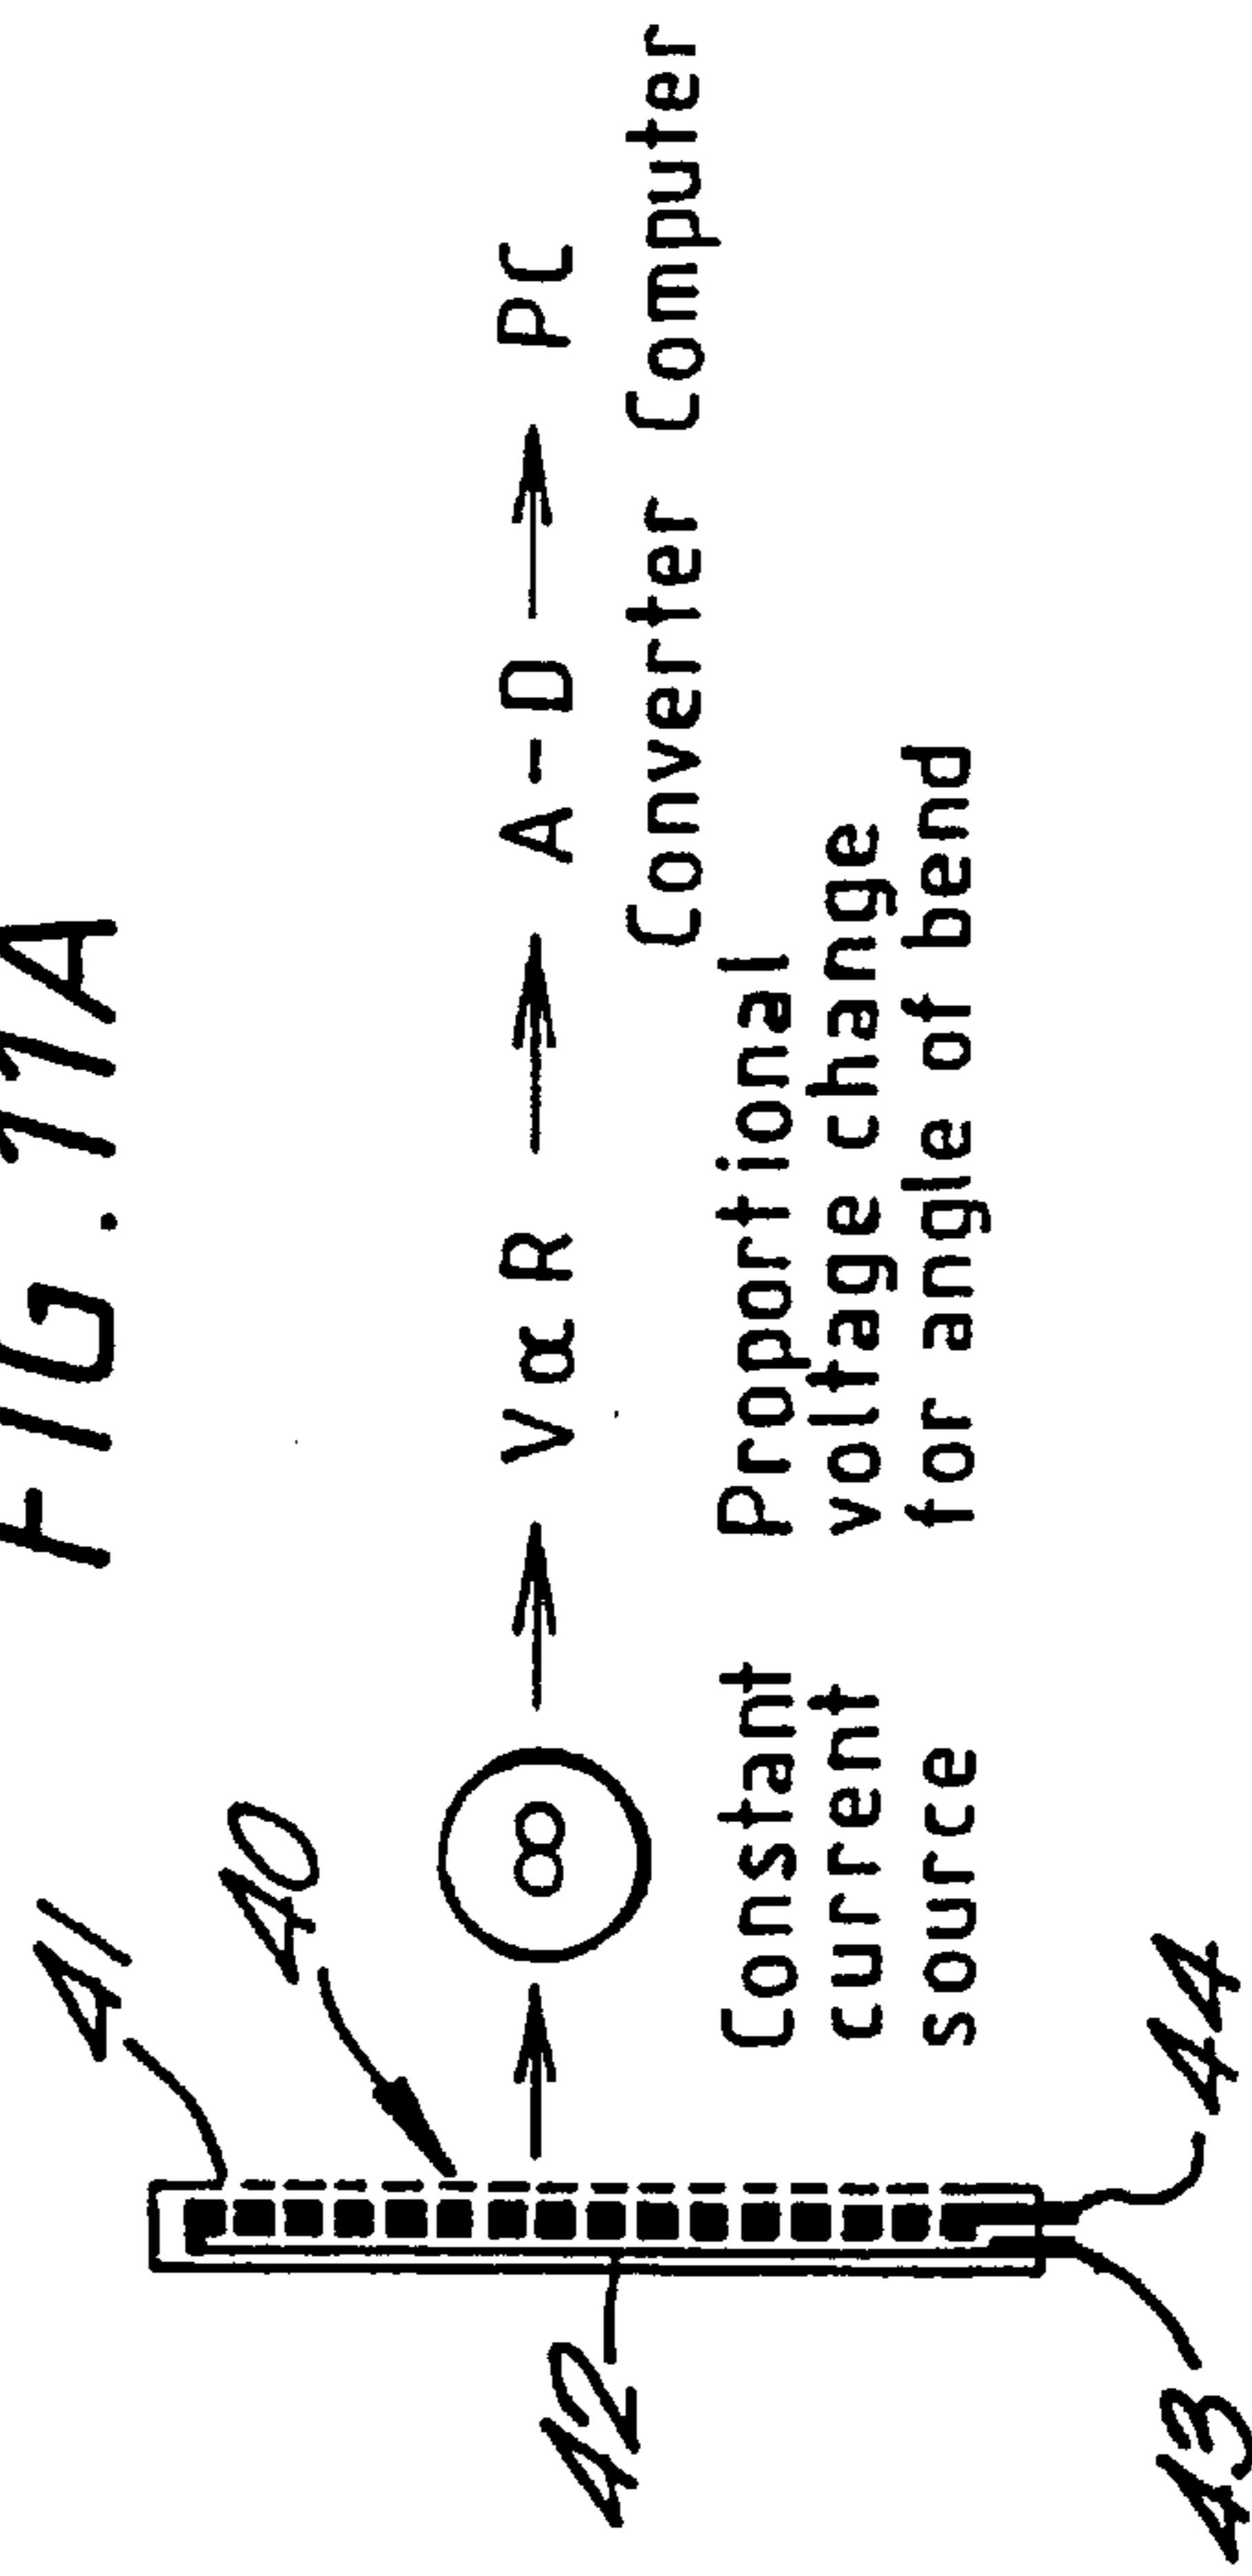 FIG. 11A
41
40
42
43
44
V α R
A-D
PC
Constant
current
source
Proportional
voltage change
for angle of bend
Converter
Computer